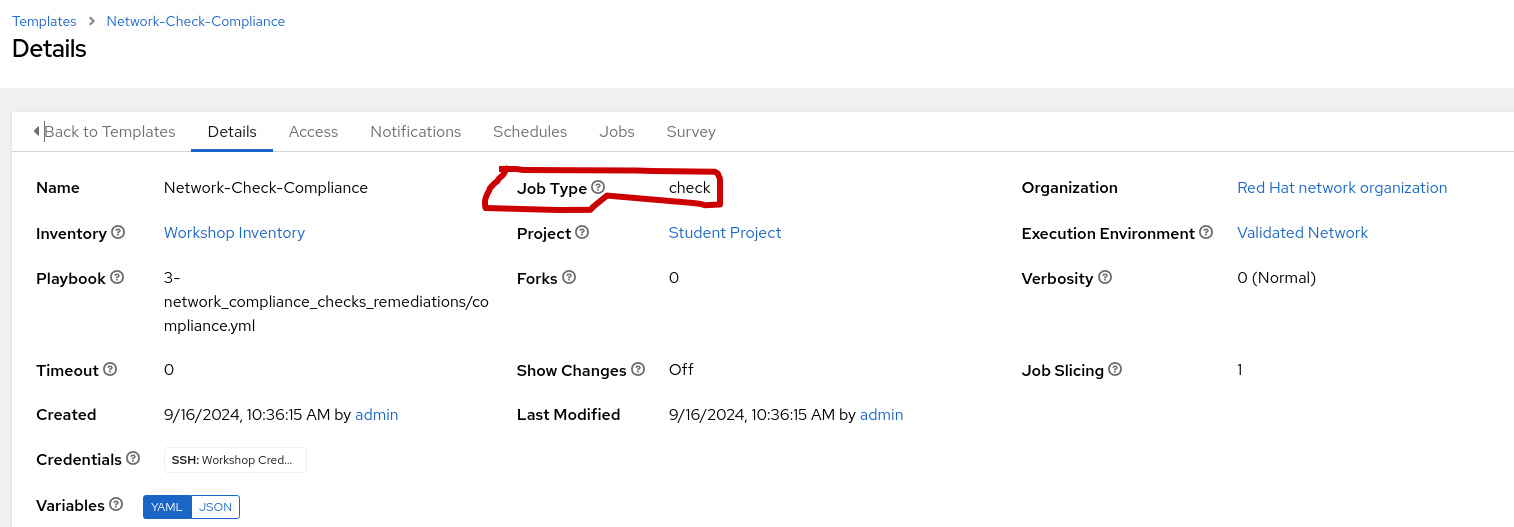 Templates > Network-Check-Compliance
Details
Back to Templates Details Access Notifications Schedules Jobs Survey
Name Network-Check-Compliance Job Type check Organization Red Hat network organization
Inventory Workshop Inventory Project Student Project Execution Environment Validated Network
Playbook 3- Forks 0 Verbosity 0 (Normal)
network_compliance_checks_remediations/co
mpliance.yml
Timeout 0 Show Changes Off Job Slicing 1
Created 9/16/2024, 10:36:15 AM by admin Last Modified 9/16/2024, 10:36:15 AM by admin
Credentials SSH: Workshop Cred...
Variables YAML JSON